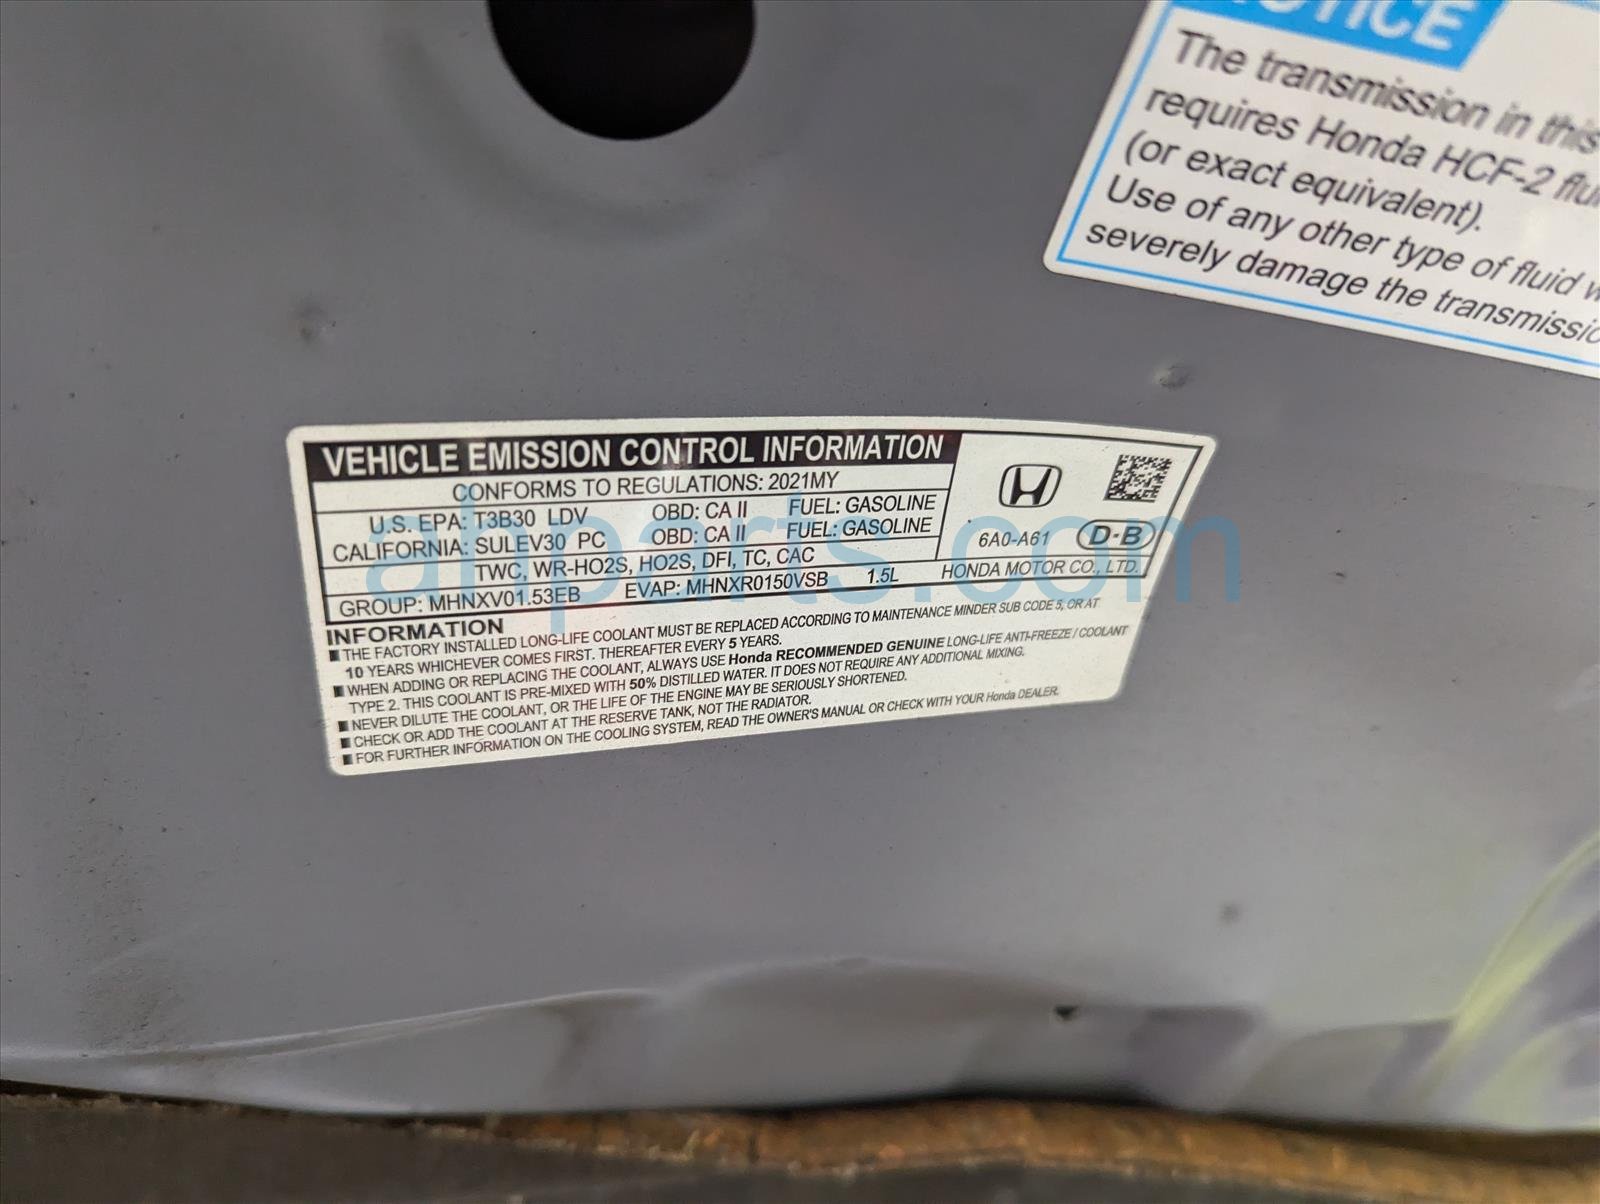 NOTICE
The transmission in this
requires Honda HCF-2
(or exact equivalent).
Use of any other type of fluid
severely damage the
VEHICLE EMISSION CONTROL INFORMATION
CONFORMS TO REGULATIONS: 2021MY
U.S. EPA: T3B30 LDV OBD: CA II FUEL: GASOLINE
CALIFORNIA: SULEV30 PC OBD: CA II FUEL: GASOLINE
TWC, WR-HO2S, HO2S, DFI, TC, CAC
GROUP: MHNXV01.53EB EVAP: MHNXR0150VSB 1.5L
6A0-A61 D-B
HONDA MOTOR CO., LTD.
INFORMATION
THE FACTORY INSTALLED LONG-LIFE COOLANT MUST BE REPLACED ACCORDING TO MAINTENANCE MINDER SUB CODE 5, OR AT
10 YEARS WHICHEVER COMES FIRST. THEREAFTER EVERY 5 YEARS.
WHEN ADDING OR REPLACING THE COOLANT, ALWAYS USE Honda RECOMMENDED GENUINE LONG-LIFE ANTI-FREEZE / COOLANT
TYPE 2. THIS COOLANT IS PRE-MIXED WITH 50% DISTILLED WATER. IT DOES NOT REQUIRE ANY ADDITIONAL MIXING.
NEVER DILUTE THE COOLANT, OR THE LIFE OF THE ENGINE MAY BE SERIOUSLY SHORTENED.
CHECK OR ADD THE COOLANT AT THE RESERVE TANK, NOT THE RADIATOR.
FOR FURTHER INFORMATION ON THE COOLING SYSTEM, READ THE OWNER'S MANUAL OR CHECK WITH YOUR Honda DEALER.
ahparts.com